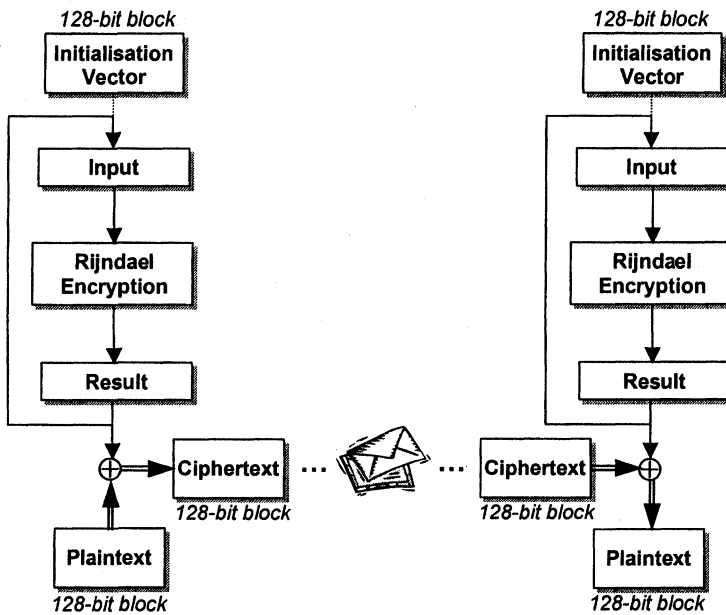 128-bit block
Initialisation
Vector
Input
Rijndael
Encryption
Result
Ciphertext
128-bit block
Plaintext
128-bit block
...
...
128-bit block
Initialisation
Vector
Input
Rijndael
Encryption
Result
Ciphertext
128-bit block
Plaintext
128-bit block